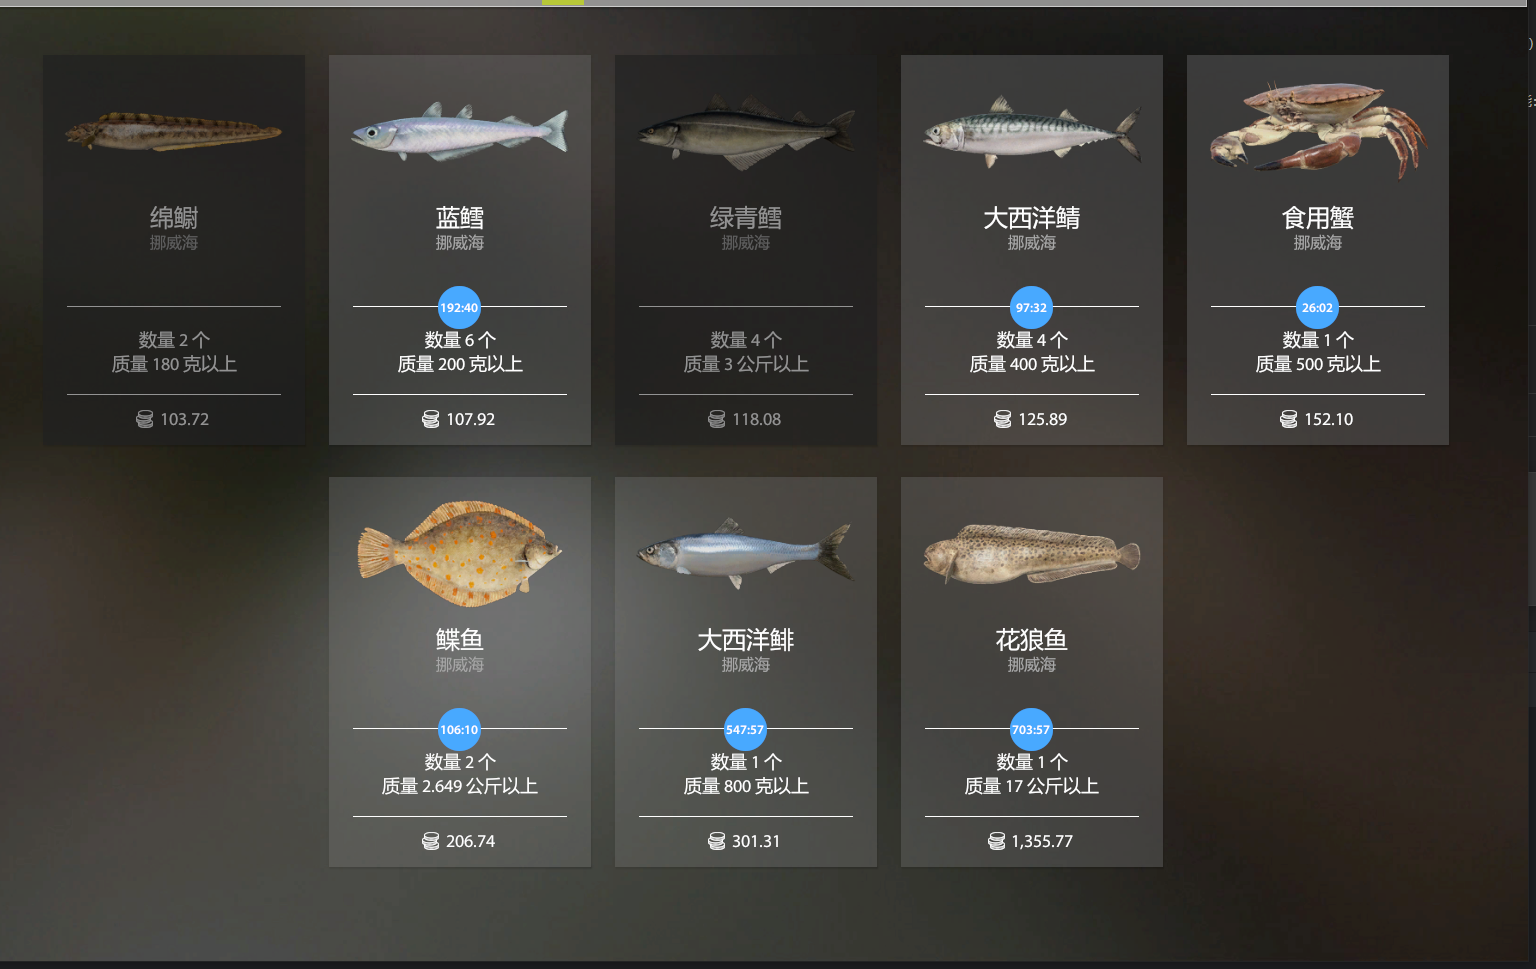 绵鳚
挪威海
数量 2 个
质量 180 克以上
103.72
蓝鳕
挪威海
192:40
数量 6 个
质量 200 克以上
107.92
绿青鳕
挪威海
数量 4 个
质量 3 公斤以上
118.08
大西洋鲭
挪威海
97:32
数量 4 个
质量 400 克以上
125.89
食用蟹
挪威海
26:02
数量 1 个
质量 500 克以上
152.10
鲽鱼
挪威海
106:10
数量 2 个
质量 2.649 公斤以上
206.74
大西洋鲱
挪威海
547:57
数量 1 个
质量 800 克以上
301.31
花狼鱼
挪威海
703:57
数量 1 个
质量 17 公斤以上
1,355.77